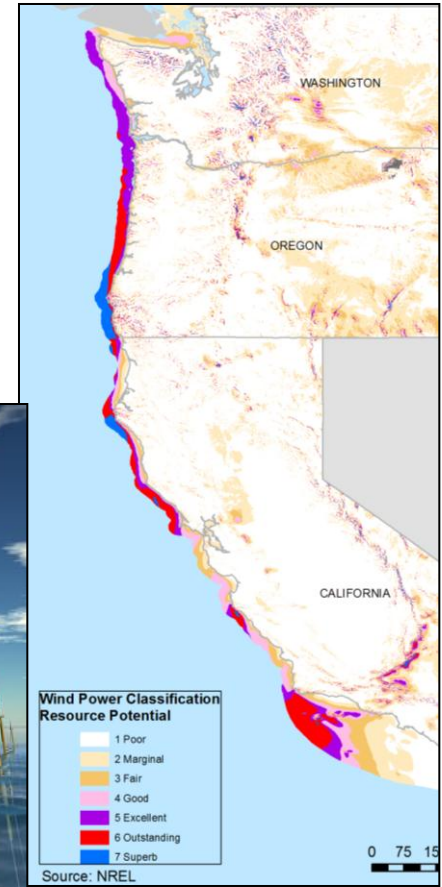 WASHINGTON
OREGON
CALIFORNIA
Wind Power Classification
Resource Potential
1 Poor
2 Marginal
3 Fair
4 Good
5 Excellent
6 Outstanding
7 Superb
0 75 15
Source: NREL